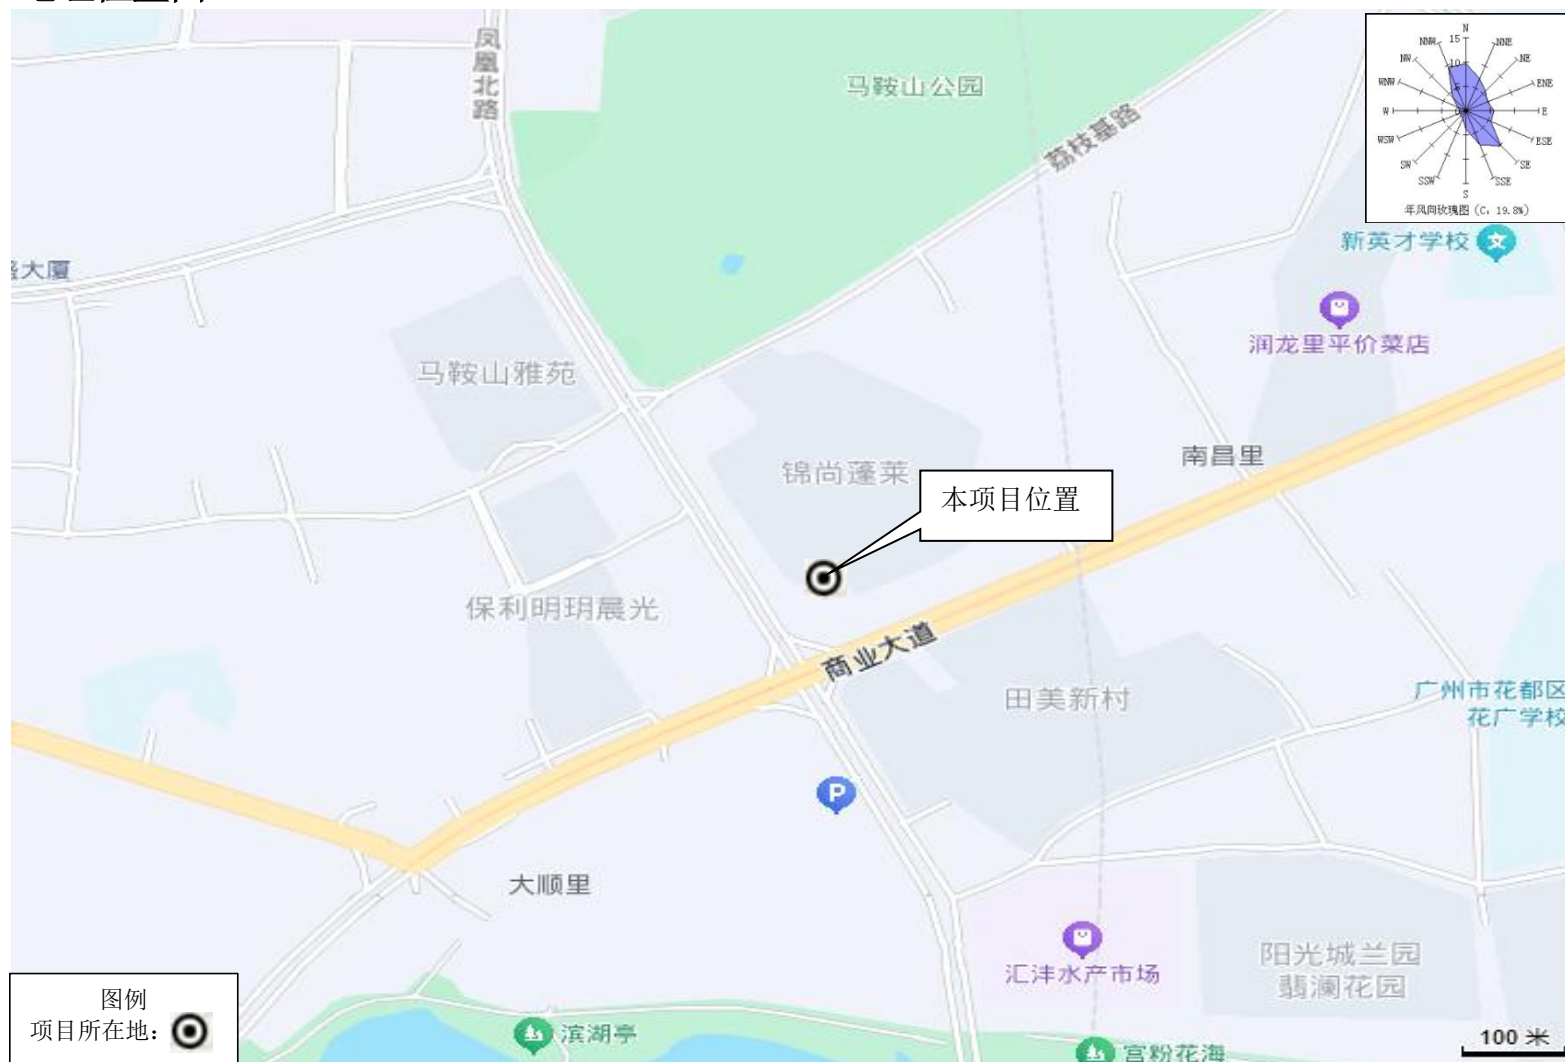 凤凰北路
马鞍山公园
荔枝基路
N
NNW
15
NNE
NW
10
NE
WNW
5
ENE
W
0
E
WSW
ESE
SW
SE
SSW
SSE
S
年风向玫瑰图 (C, 19.8%)
新英才学校
文
大厦
润龙里平价菜店
马鞍山雅苑
南昌里
锦尚蓬莱
本项目位置
保利明玥晨光
商业大道
田美新村
广州市花都区
花广学校
P
大顺里
汇沣水产市场
阳光城兰园
翡澜花园
图例
项目所在地：
滨湖亭
宫粉花海
100 米